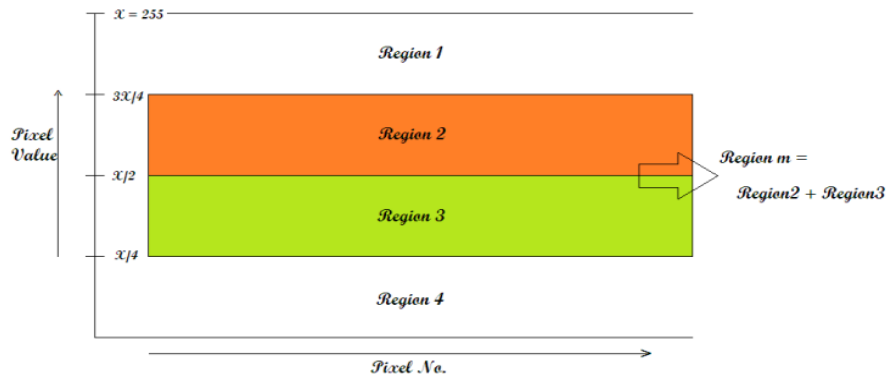 X = 255
Region 1
3X/4
Region 2
Pixel
Value
X/2
Region m =
Region2 + Region3
Region 3
X/4
Region 4
Pixel No.